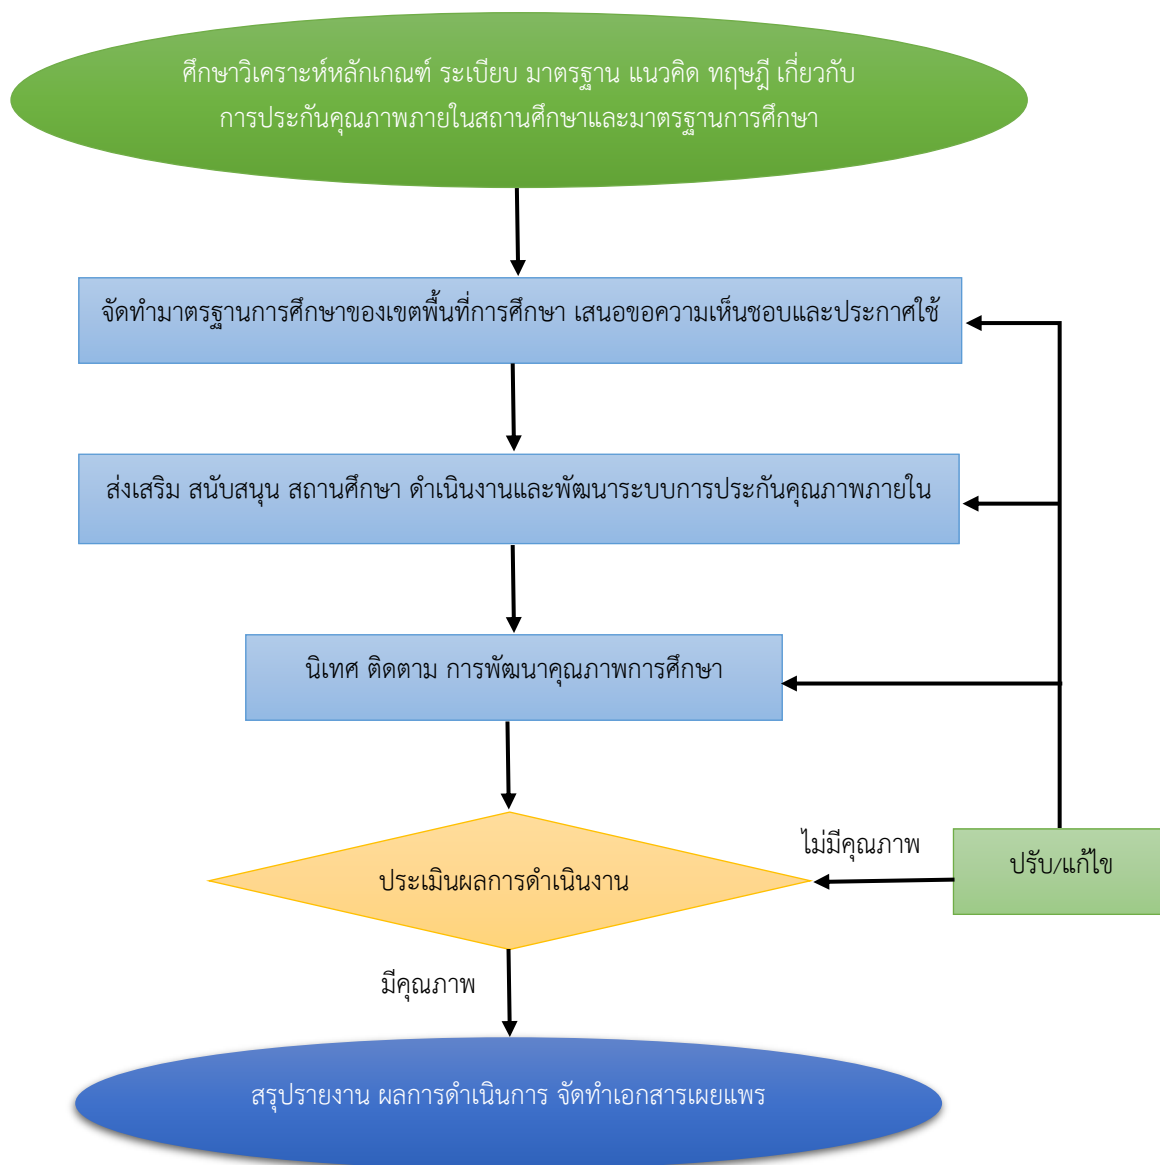 ศึกษาวิเคราะห์หลักเกณฑ์ ระเบียบ มาตรฐาน แนวคิด ทฤษฎี เกี่ยวกับ
การประกันคุณภาพภายในสถานศึกษาและมาตรฐานการศึกษา
จัดทำมาตรฐานการศึกษาของเขตพื้นที่การศึกษา เสนอขอความเห็นชอบและประกาศใช้
ส่งเสริม สนับสนุน สถานศึกษา ดำเนินงานและพัฒนาระบบการประกันคุณภาพภายใน
นิเทศ ติดตาม การพัฒนาคุณภาพการศึกษา
ไม่มีคุณภาพ
ปรับ/แก้ไข
ประเมินผลการดำเนินงาน
มีคุณภาพ
สรุปรายงาน ผลการดำเนินการ จัดทำเอกสารเผยแพร